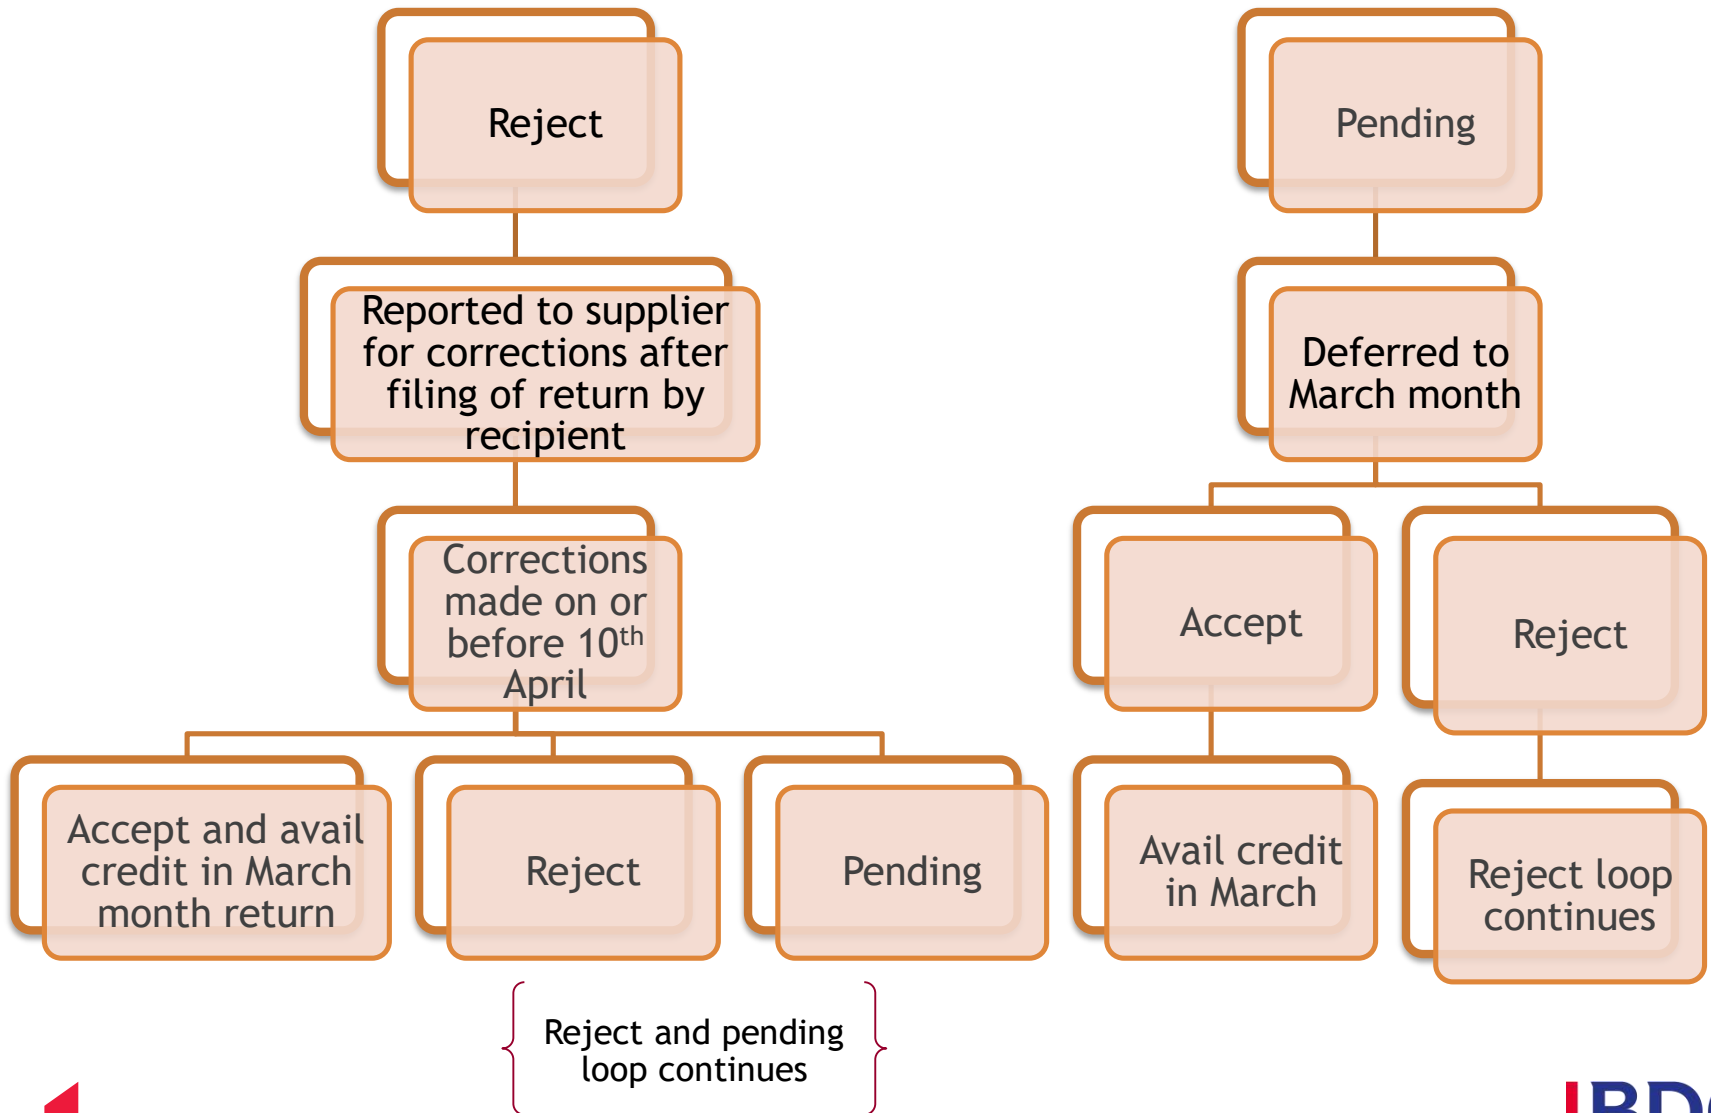 Reject
Reported to supplier
for corrections after
filing of return by
recipient
Corrections
made on or
before 10th
April
Accept and avail
credit in March
month return
Reject
Pending
Reject and pending
loop continues
Pending
Deferred to
March month
Accept
Avail credit
in March
Reject
Reject loop
continues
BDO